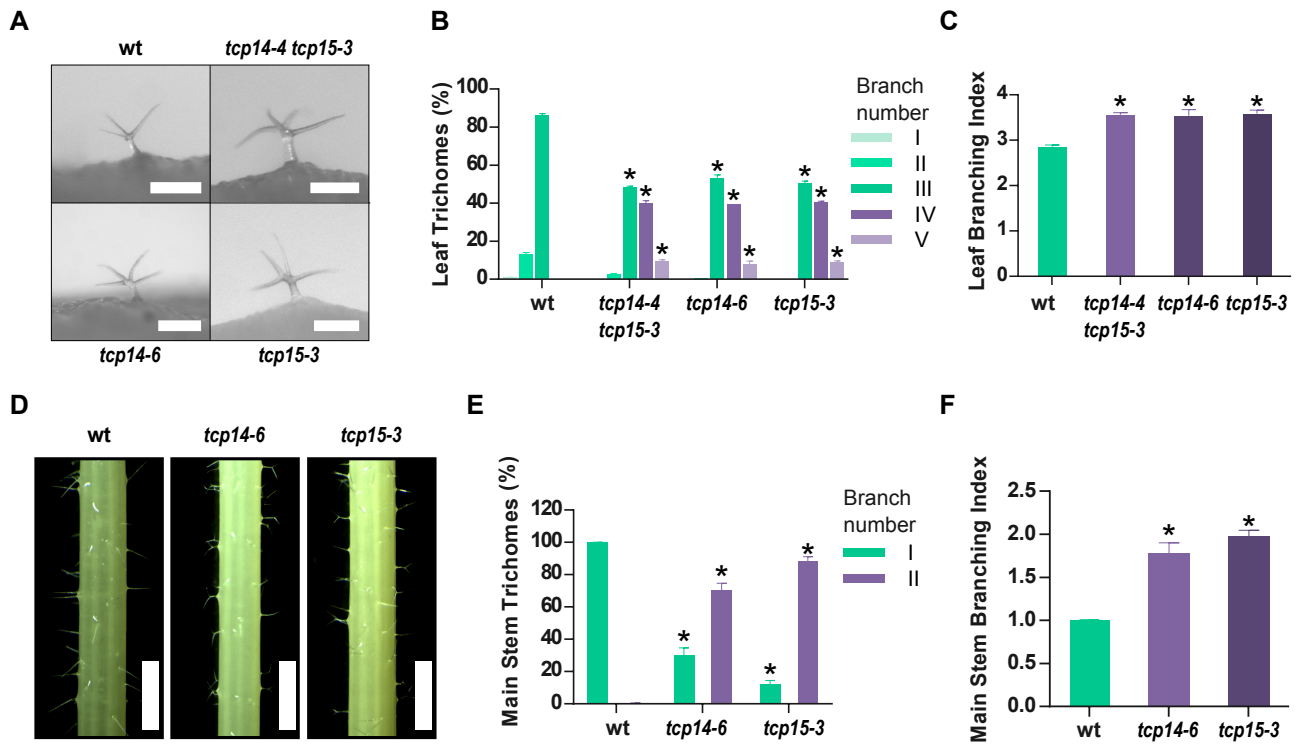 A
wt
tcp14-4 tcp15-3
tcp14-6
tcp15-3
B
Leaf Trichomes (%)
100
80
60
40
20
0
* * *
* * *
* * *
wt
tcp14-4
tcp15-3
tcp14-6
tcp15-3
Branch
number
I
II
III
IV
V
C
Leaf Branching Index
4
3
2
1
0
* * *
wt
tcp14-4
tcp15-3
tcp14-6
tcp15-3
D
wt
tcp14-6
tcp15-3
E
Main Stem Trichomes (%)
120
100
80
60
40
20
0
* *
* *
wt
tcp14-6
tcp15-3
Branch
number
I
II
F
Main Stem Branching Index
2.5
2.0
1.5
1.0
0.5
0.0
* *
wt
tcp14-6
tcp15-3